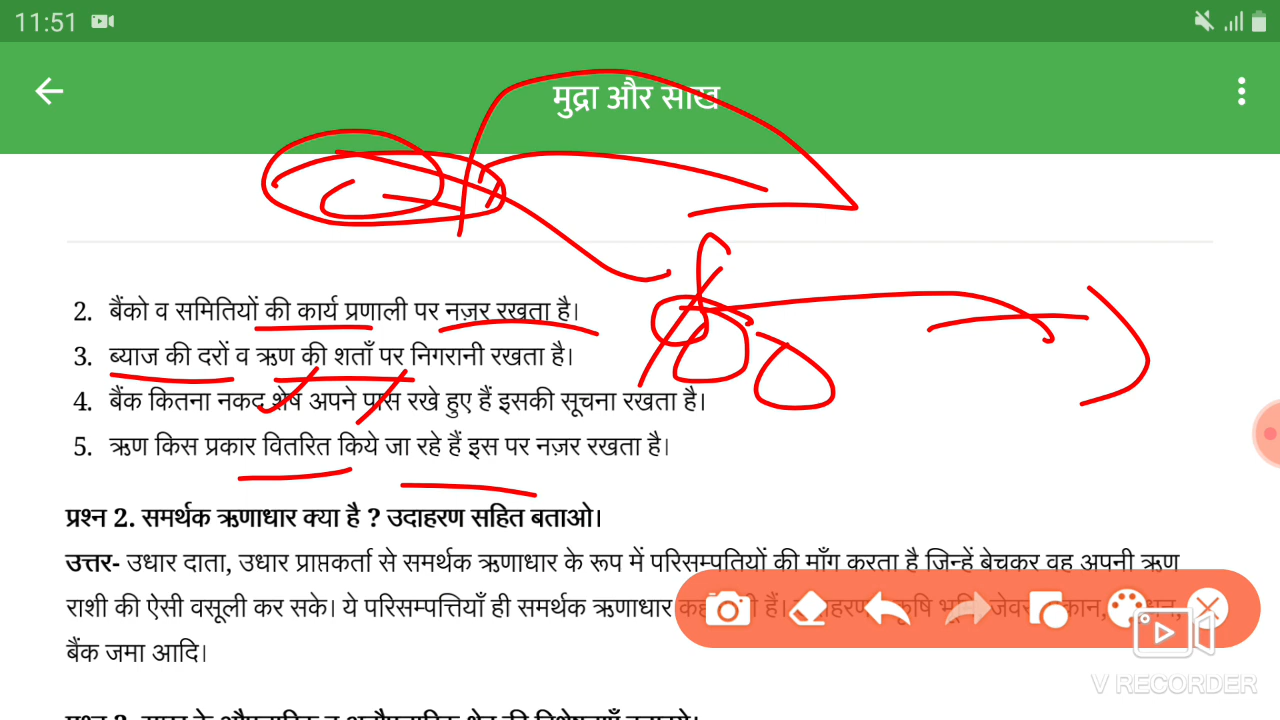 11:51
मुद्रा और साख
2. बैंको व समितियों की कार्य प्रणाली पर नज़र रखता है।
3. ब्याज की दरों व ऋण की शर्तों पर निगरानी रखता है।
4. बैंक कितना नकद शेष अपने पास रखे हुए हैं इसकी सूचना रखता है।
5. ऋण किस प्रकार वितरित किये जा रहे हैं इस पर नज़र रखता है।
प्रश्न 2. समर्थक ऋणाधार क्या है ? उदाहरण सहित बताओ।
उत्तर- उधार दाता, उधार प्राप्तकर्ता से समर्थक ऋणाधार के रूप में परिसम्पतियों की माँग करता है जिन्हें बेचकर वह अपनी ऋण
राशी की ऐसी वसूली कर सके। ये परिसम्पत्तियाँ ही समर्थक ऋणाधार हैं।
बैंक जमा आदि।
V RECORDER